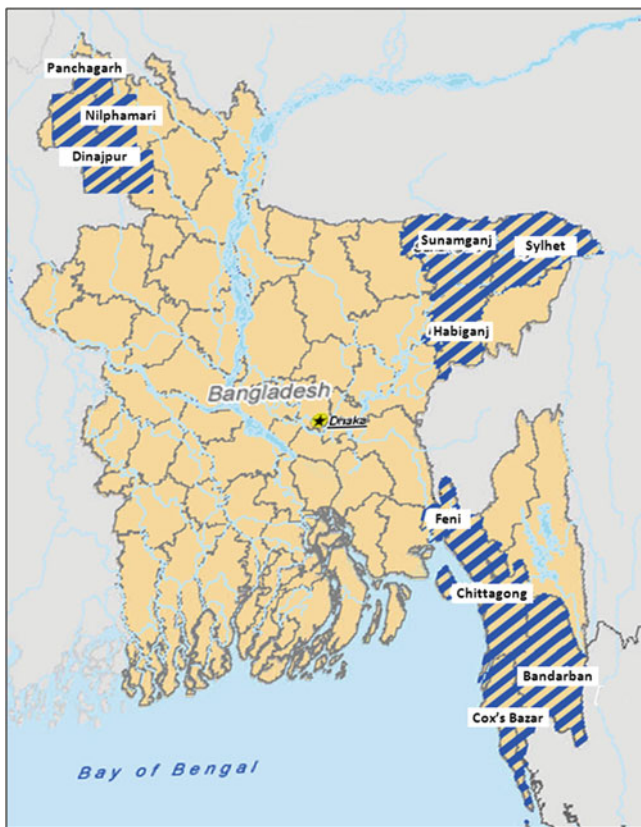 Panchagarh
Nilphamari
Dinajpur
Sunamganj
Sylhet
Habiganj
Bangladesh
Dhaka
Feni
Chittagong
Bandarban
Cox's Bazar
Bay of Bengal